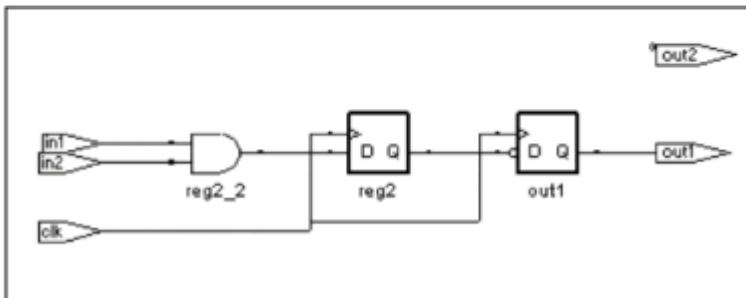 out2
in1
in2
D Q
D Q
out1
reg2_2
reg2
out1
clk